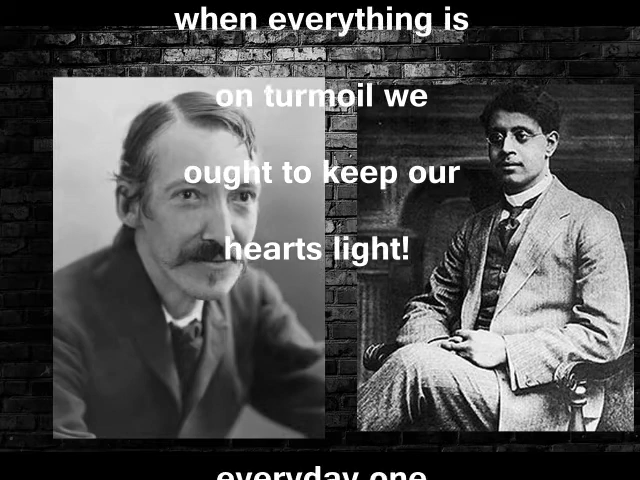 when everything is
on turmoil we
ought to keep our
hearts light!
everyday one